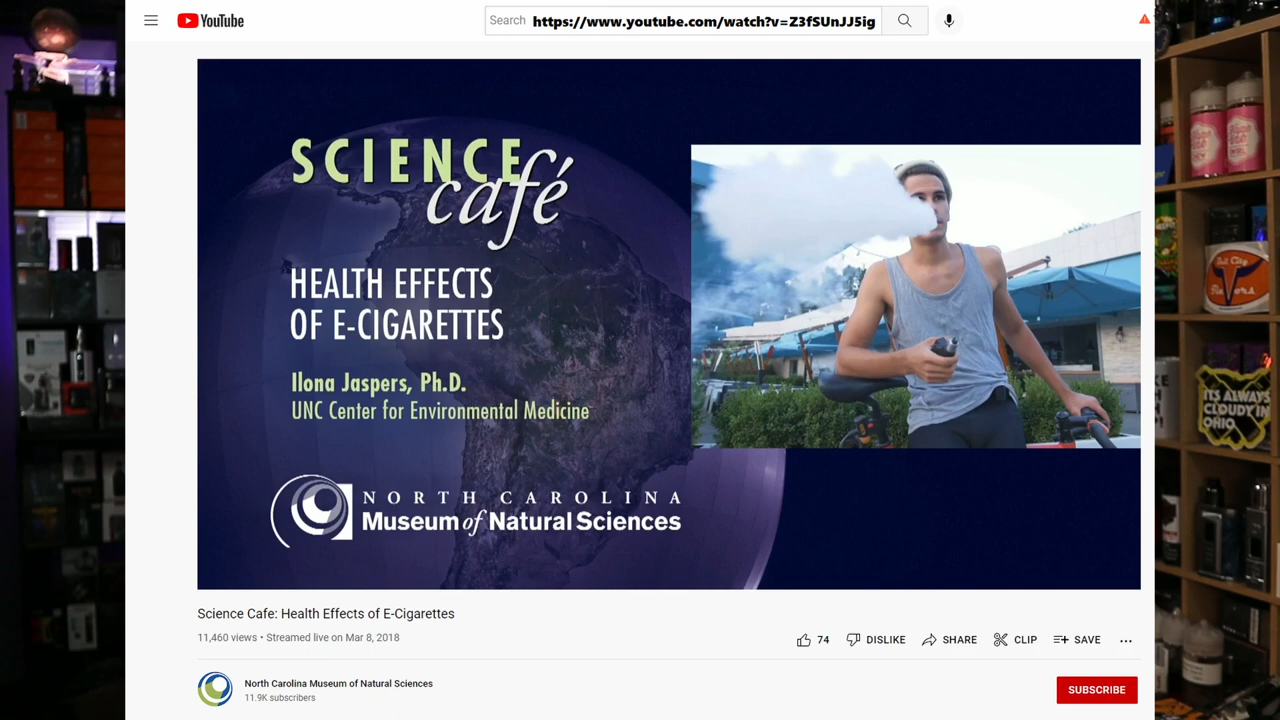 YouTube
Search https://www.youtube.com/watch?v=Z3fSUnJJ5ig
SCIENCE
café
HEALTH EFFECTS
OF E-CIGARETTES
Ilona Jaspers, Ph.D.
UNC Center for Environmental Medicine
NORTH CAROLINA
Museum of Natural Sciences
Science Cafe: Health Effects of E-Cigarettes
11,460 views • Streamed live on Mar 8, 2018
74 DISLIKE SHARE CLIP SAVE
North Carolina Museum of Natural Sciences
11.9K subscribers
SUBSCRIBE
ITS ALWAYS
CLOUDY IN
OHIO